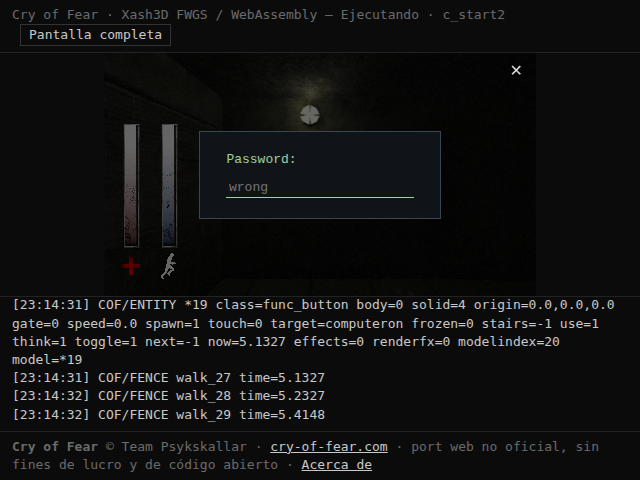 Cry of Fear · Xash3D FWGS / WebAssembly — Ejecutando · c_start2
Pantalla completa
×
Password:
wrong
[23:14:31] COF/ENTITY *19 class=func_button body=0 solid=4 origin=0.0,0.0,0.0
gate=0 speed=0.0 spawn=1 touch=0 target=computeron frozen=0 stairs=-1 use=1
think=1 toggle=1 next=-1 now=5.1327 effects=0 renderfx=0 modelindex=20
model=*19
[23:14:31] COF/FENCE walk_27 time=5.1327
[23:14:32] COF/FENCE walk_28 time=5.2327
[23:14:32] COF/FENCE walk_29 time=5.4148
Cry of Fear © Team Psykskallar · cry-of-fear.com · port web no oficial, sin
fines de lucro y de código abierto · Acerca de